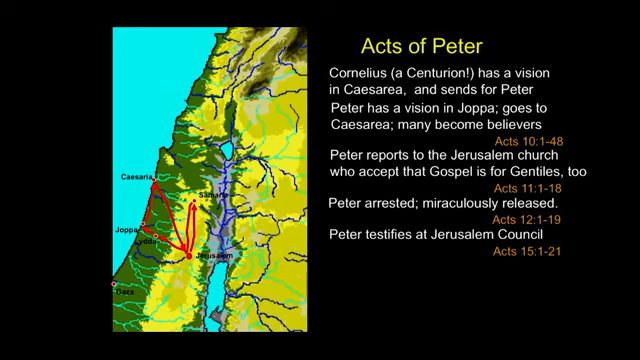 Acts of Peter
Cornelius (a Centurion!) has a vision
in Caesarea, and sends for Peter
Peter has a vision in Joppa; goes to
Caesarea; many become believers
Acts 10:1-48
Peter reports to the Jerusalem church
who accept that Gospel is for Gentiles, too
Acts 11:1-18
Peter arrested; miraculously released.
Acts 12:1-19
Peter testifies at Jerusalem Council
Acts 15:1-21
Caesaria
Samaria
Joppa
Lydda
Jerusalem
Gaza